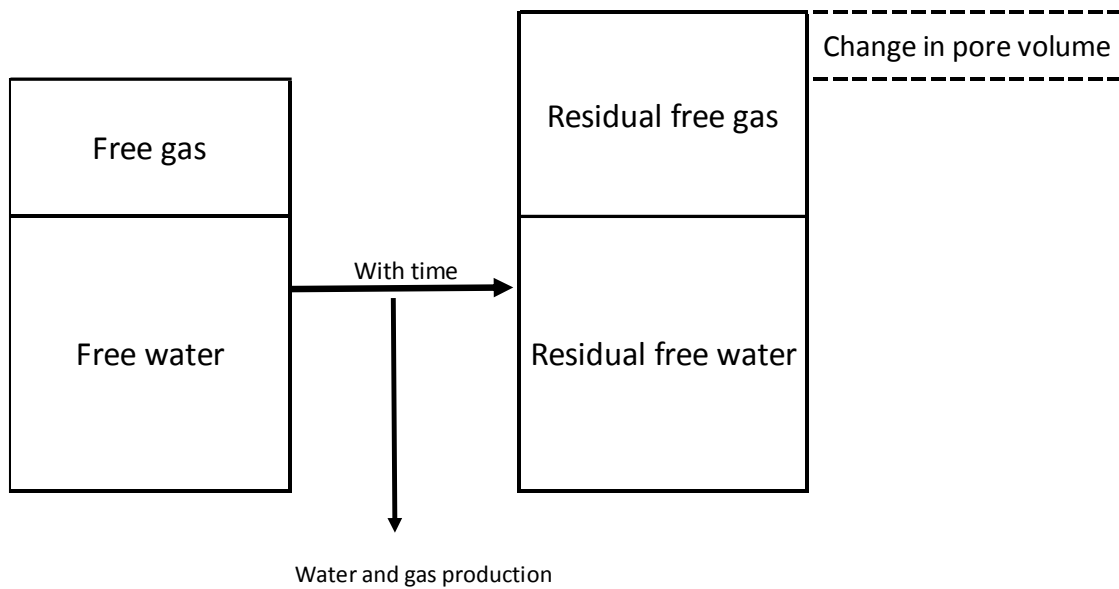 Change in pore volume
Residual free gas
Free gas
With time
Free water
Residual free water
Water and gas production